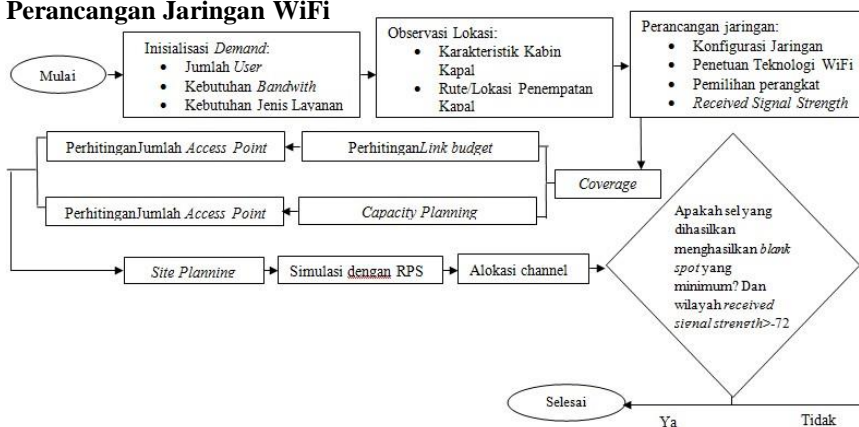 Perancangan Jaringan WiFi
Mulai
Inisialisasi Demand:
• Jumlah User
• Kebutuhan Bandwith
• Kebutuhan Jenis Layanan
Observasi Lokasi:
• Karakteristik Kabin
Kapal
• Rute/Lokasi Penempatan
Kapal
Perancangan jaringan:
• Konfigurasi Jaringan
• Penetuan Teknologi WiFi
• Pemilihan perangkat
• Received Signal Strength
Coverage
PerhitinganLink budget
PerhitinganJumlah Access Point
Capacity Planning
PerhitinganJumlah Access Point
Site Planning
Simulasi dengan RPS
Alokasi channel
Apakah sel yang
dihasilkan
menghasilkan blank
spot yang
minimum? Dan
wilayah received
signal strength>-72
Selesai
Ya
Tidak